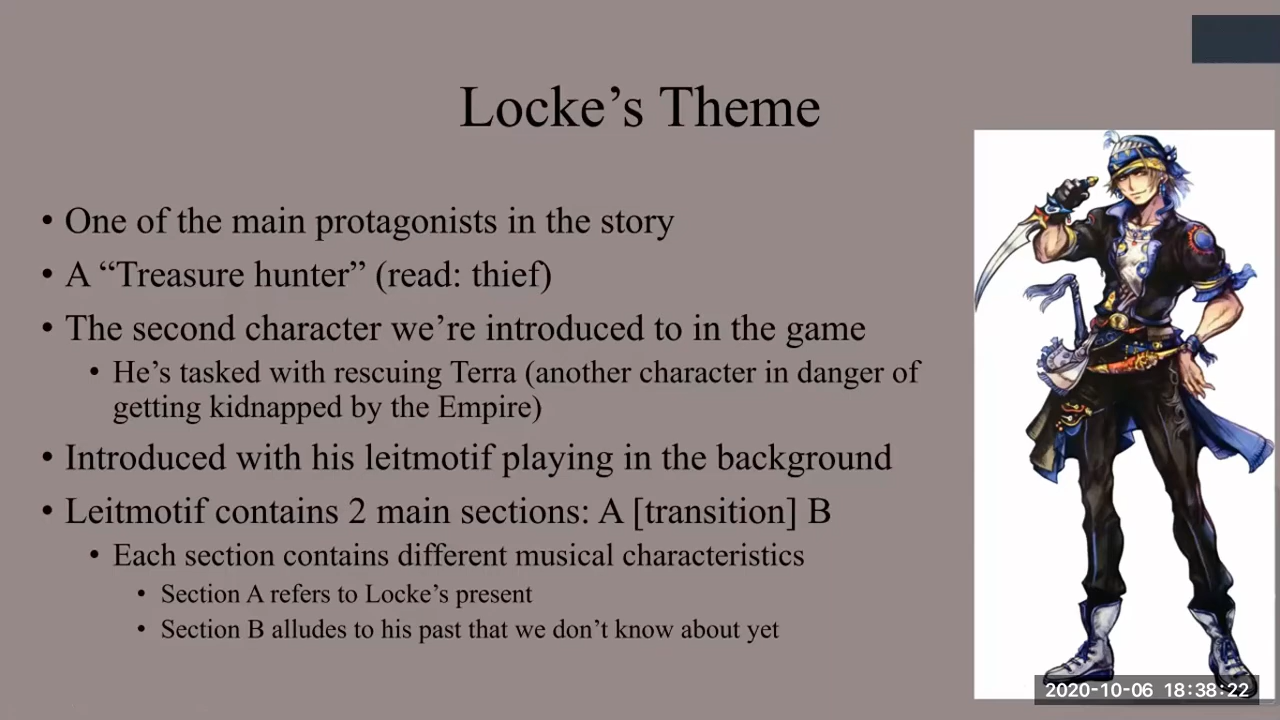 Locke’s Theme
• One of the main protagonists in the story
• A “Treasure hunter” (read: thief)
• The second character we’re introduced to in the game
• He’s tasked with rescuing Terra (another character in danger of
getting kidnapped by the Empire)
• Introduced with his leitmotif playing in the background
• Leitmotif contains 2 main sections: A [transition] B
• Each section contains different musical characteristics
• Section A refers to Locke’s present
• Section B alludes to his past that we don’t know about yet
2020-10-06 18:38:22